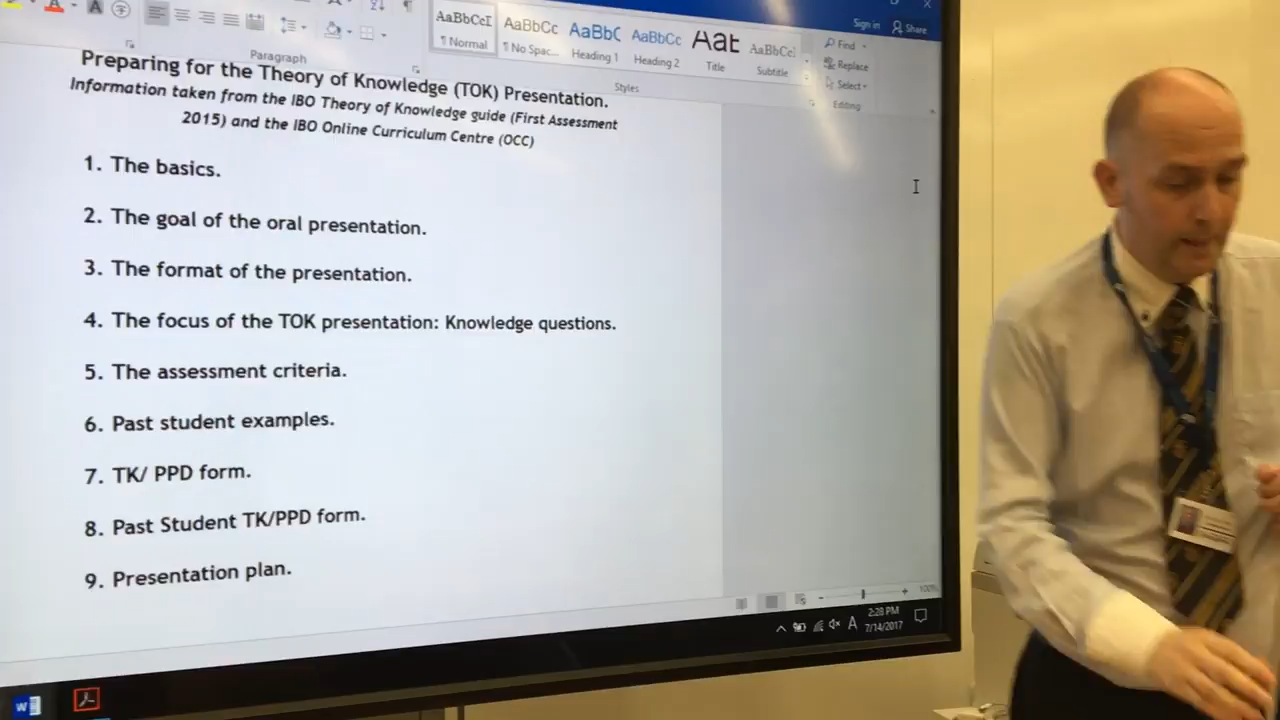 Sign in Share
AaBbCcI AaBbCc AaBbC AaBbCc Aat AaBbCcI
¶ Normal ¶ No Spac... Heading 1 Heading 2 Title Subtitle
Find
Replace
Select
Paragraph
Styles
Editing
Preparing for the Theory of Knowledge (TOK) Presentation.
Information taken from the IBO Theory of Knowledge guide (First Assessment
2015) and the IBO Online Curriculum Centre (OCC)
1. The basics.
2. The goal of the oral presentation.
3. The format of the presentation.
4. The focus of the TOK presentation: Knowledge questions.
5. The assessment criteria.
6. Past student examples.
7. TK/ PPD form.
8. Past Student TK/PPD form.
9. Presentation plan.
100%
A
2:28 PM
7/14/2017